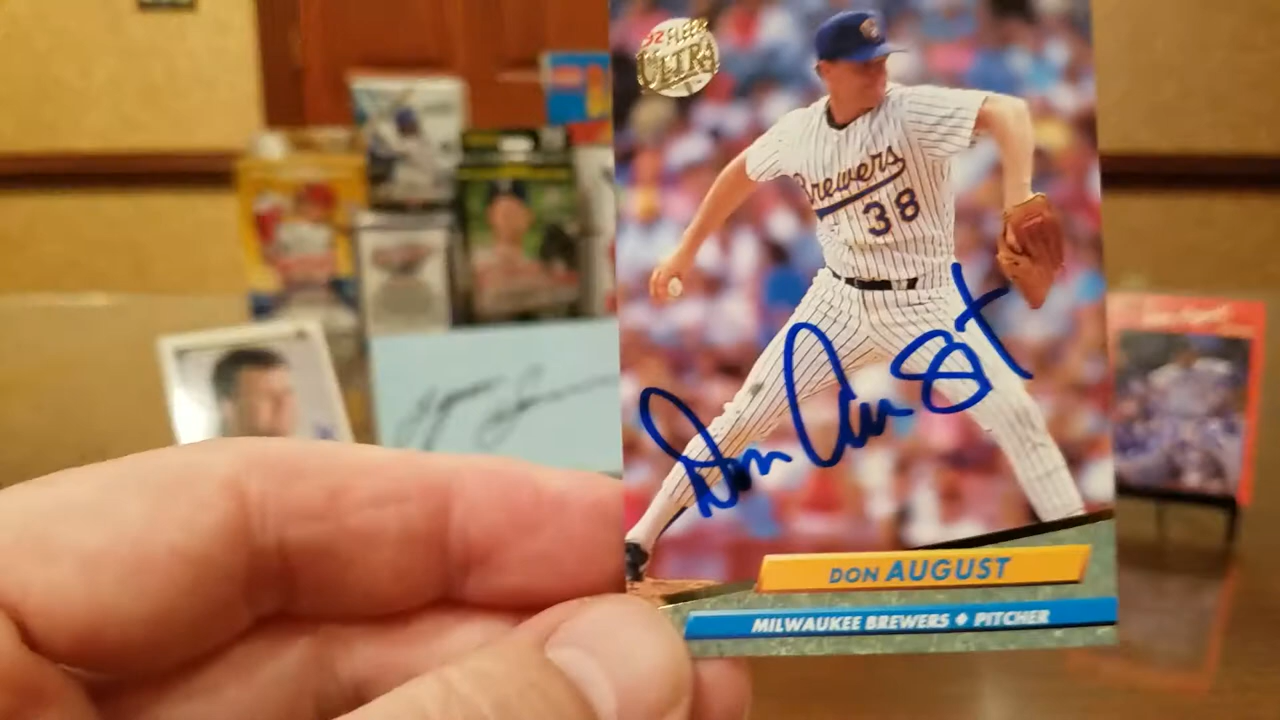 '92 FLEER
ULTRA
Brewers
38
Don August
DON AUGUST
MILWAUKEE BREWERS ♦ PITCHER